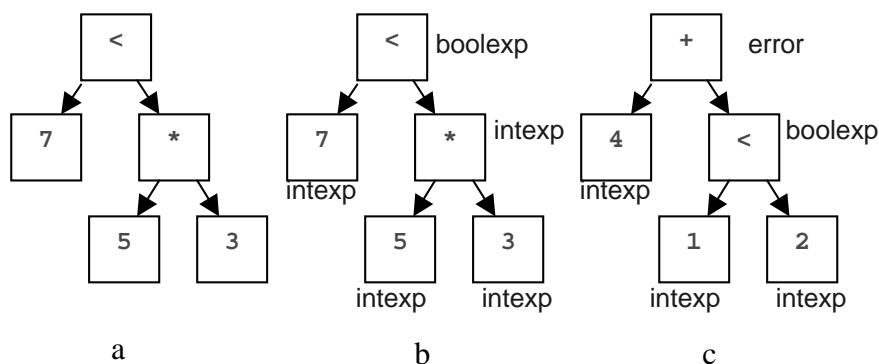 < < boolexp + error
7 * 7 * intexp 4 < boolexp
intexp intexp
5 3 5 3 1 2
intexp intexp intexp intexp
a b c